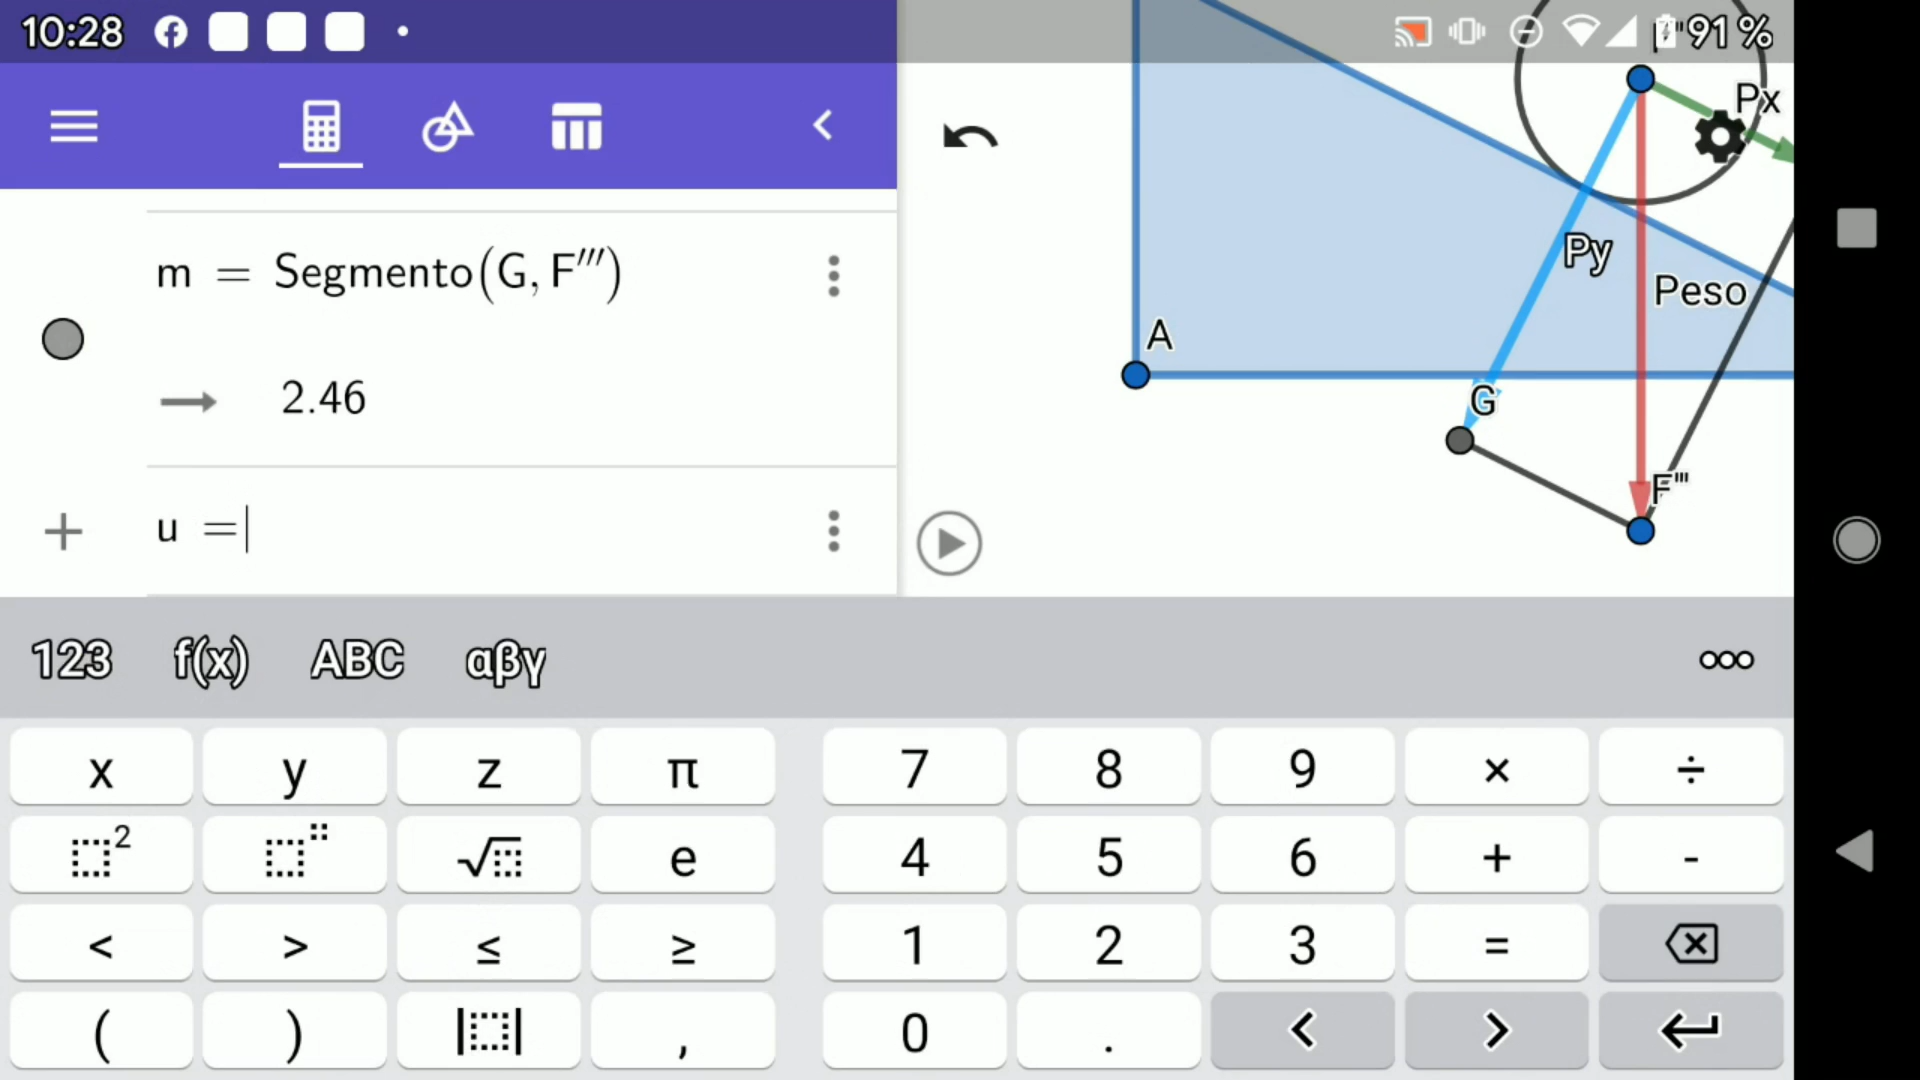 10:28
91 %
m = Segmento(G, F''')
→ 2.46
+ u =
Px
Py
Peso
A
G
F'''
123 f(x) ABC αβγ
x y z π 7 8 9 × ÷
2 √ e 4 5 6 + -
< > ≤ ≥ 1 2 3 =
( ) | | , 0 . < >